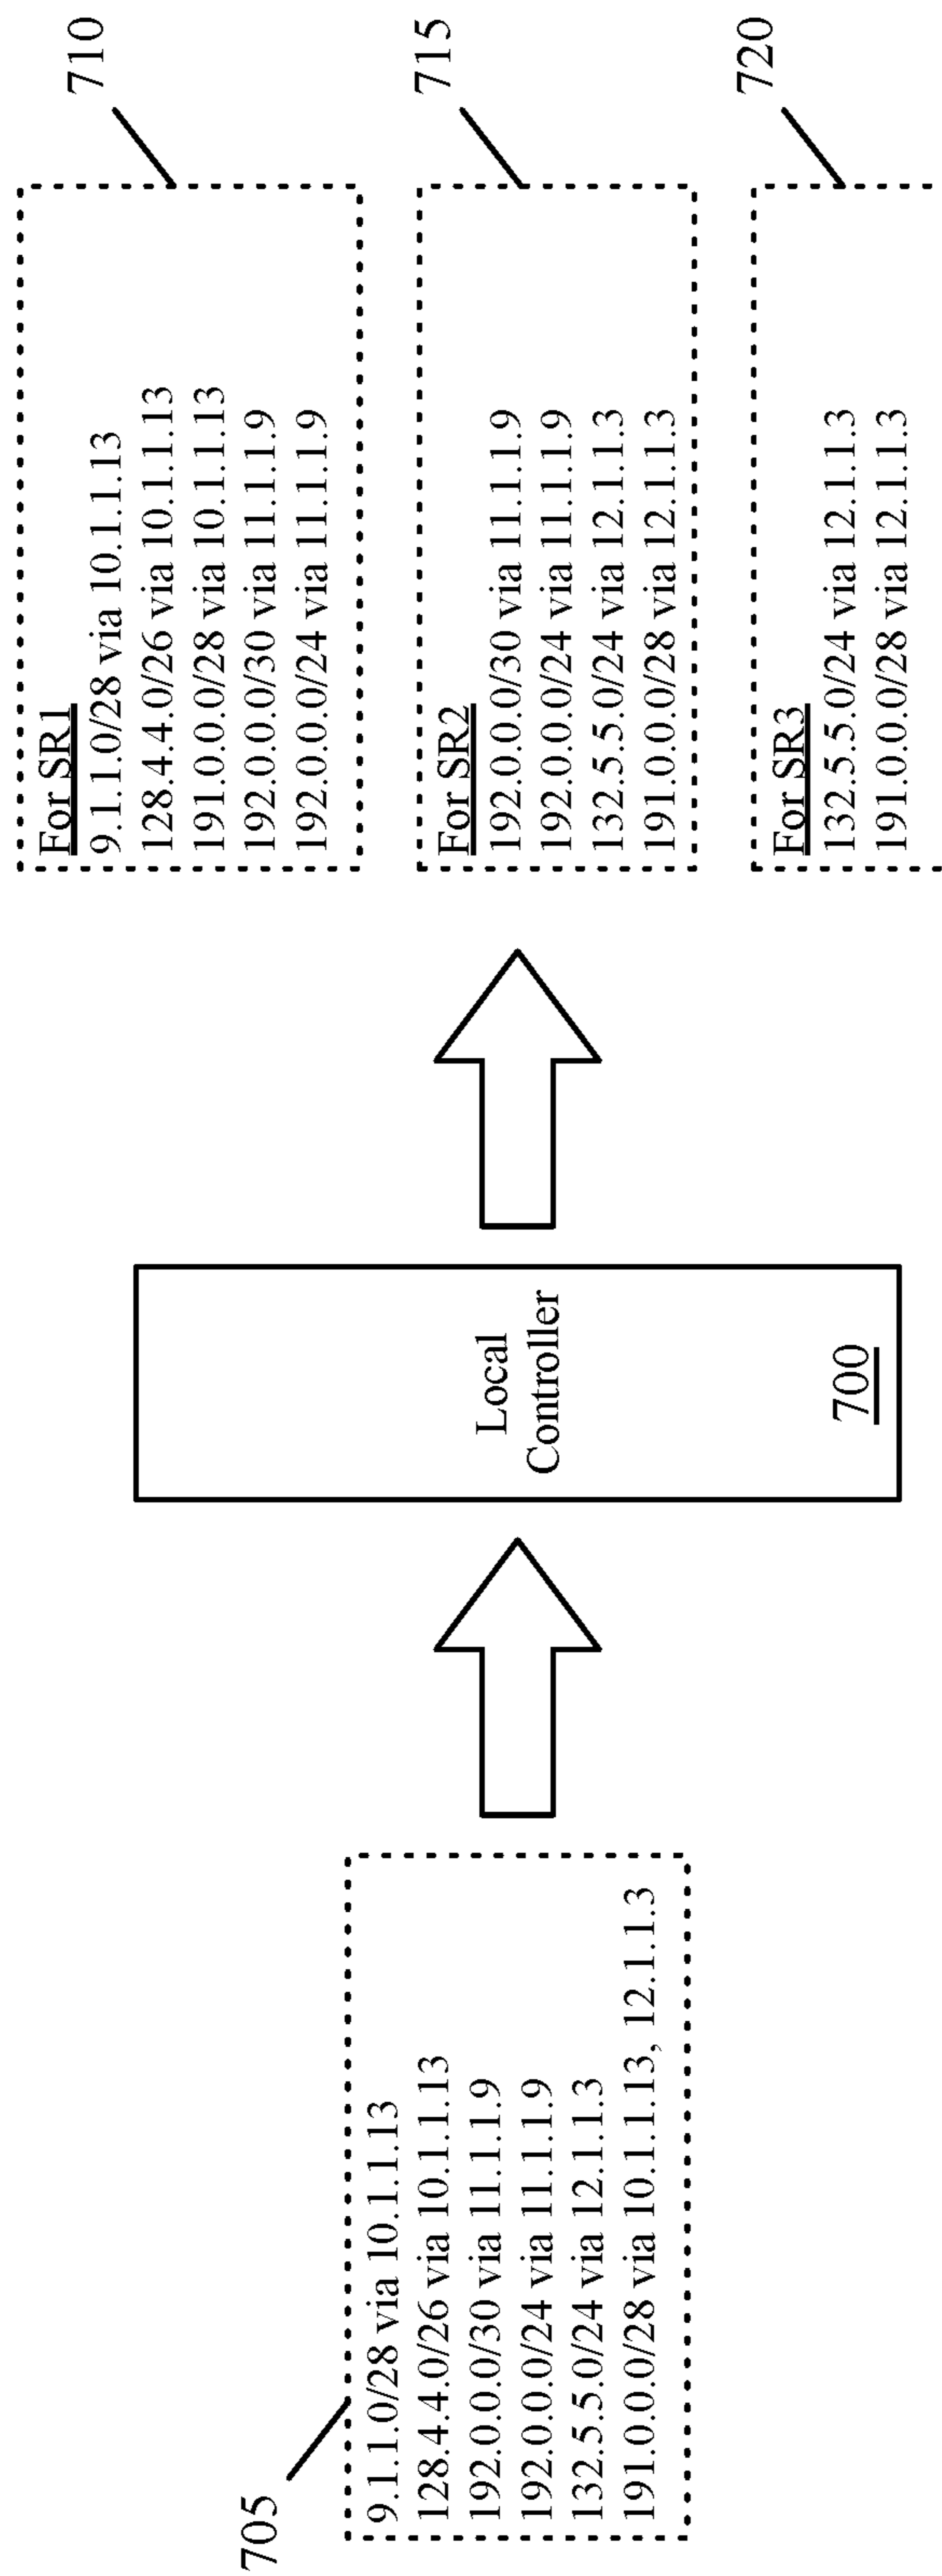 705
9.1.1.0/28 via 10.1.1.13
128.4.4.0/26 via 10.1.1.13
192.0.0.0/30 via 11.1.1.9
192.0.0.0/24 via 11.1.1.9
132.5.5.0/24 via 12.1.1.3
191.0.0.0/28 via 10.1.1.13, 12.1.1.3
Local
Controller
700
710
For SR1
9.1.1.0/28 via 10.1.1.13
128.4.4.0/26 via 10.1.1.13
191.0.0.0/28 via 10.1.1.13
192.0.0.0/30 via 11.1.1.9
192.0.0.0/24 via 11.1.1.9
715
For SR2
192.0.0.0/30 via 11.1.1.9
192.0.0.0/24 via 11.1.1.9
132.5.5.0/24 via 12.1.1.3
191.0.0.0/28 via 12.1.1.3
720
For SR3
132.5.5.0/24 via 12.1.1.3
191.0.0.0/28 via 12.1.1.3